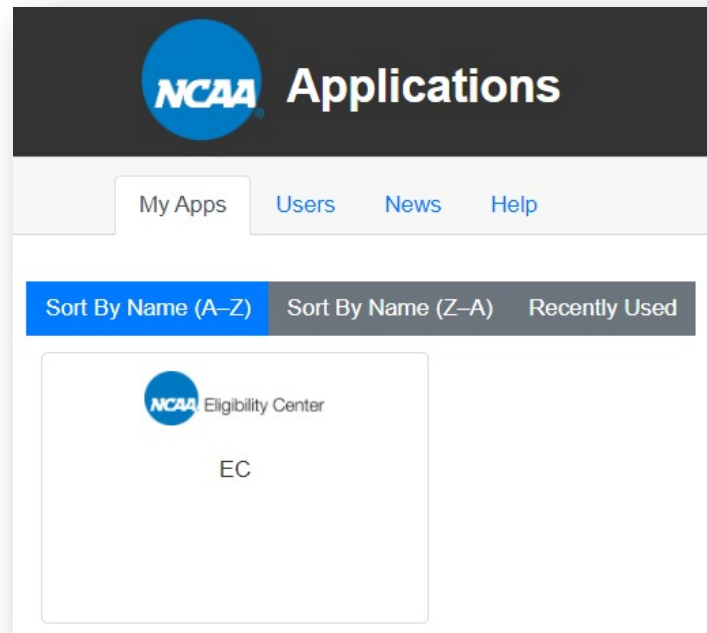 NCAA® Applications
My Apps Users News Help
Sort By Name (A–Z) Sort By Name (Z–A) Recently Used
NCAA Eligibility Center
EC